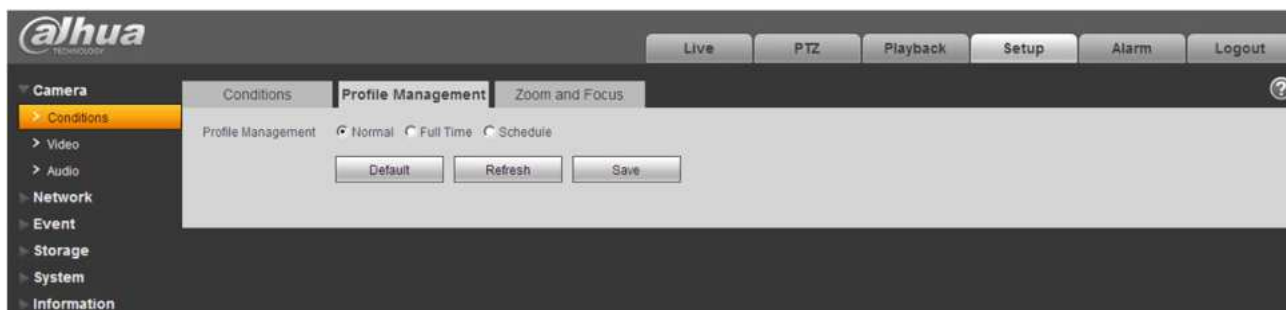 alhua
TECHNOLOGY
Live PTZ Playback Setup Alarm Logout
Camera
Conditions Profile Management Zoom and Focus ?
> Conditions
Profile Management Normal Full Time Schedule
> Video
> Audio
Default Refresh Save
Network
Event
Storage
System
Information